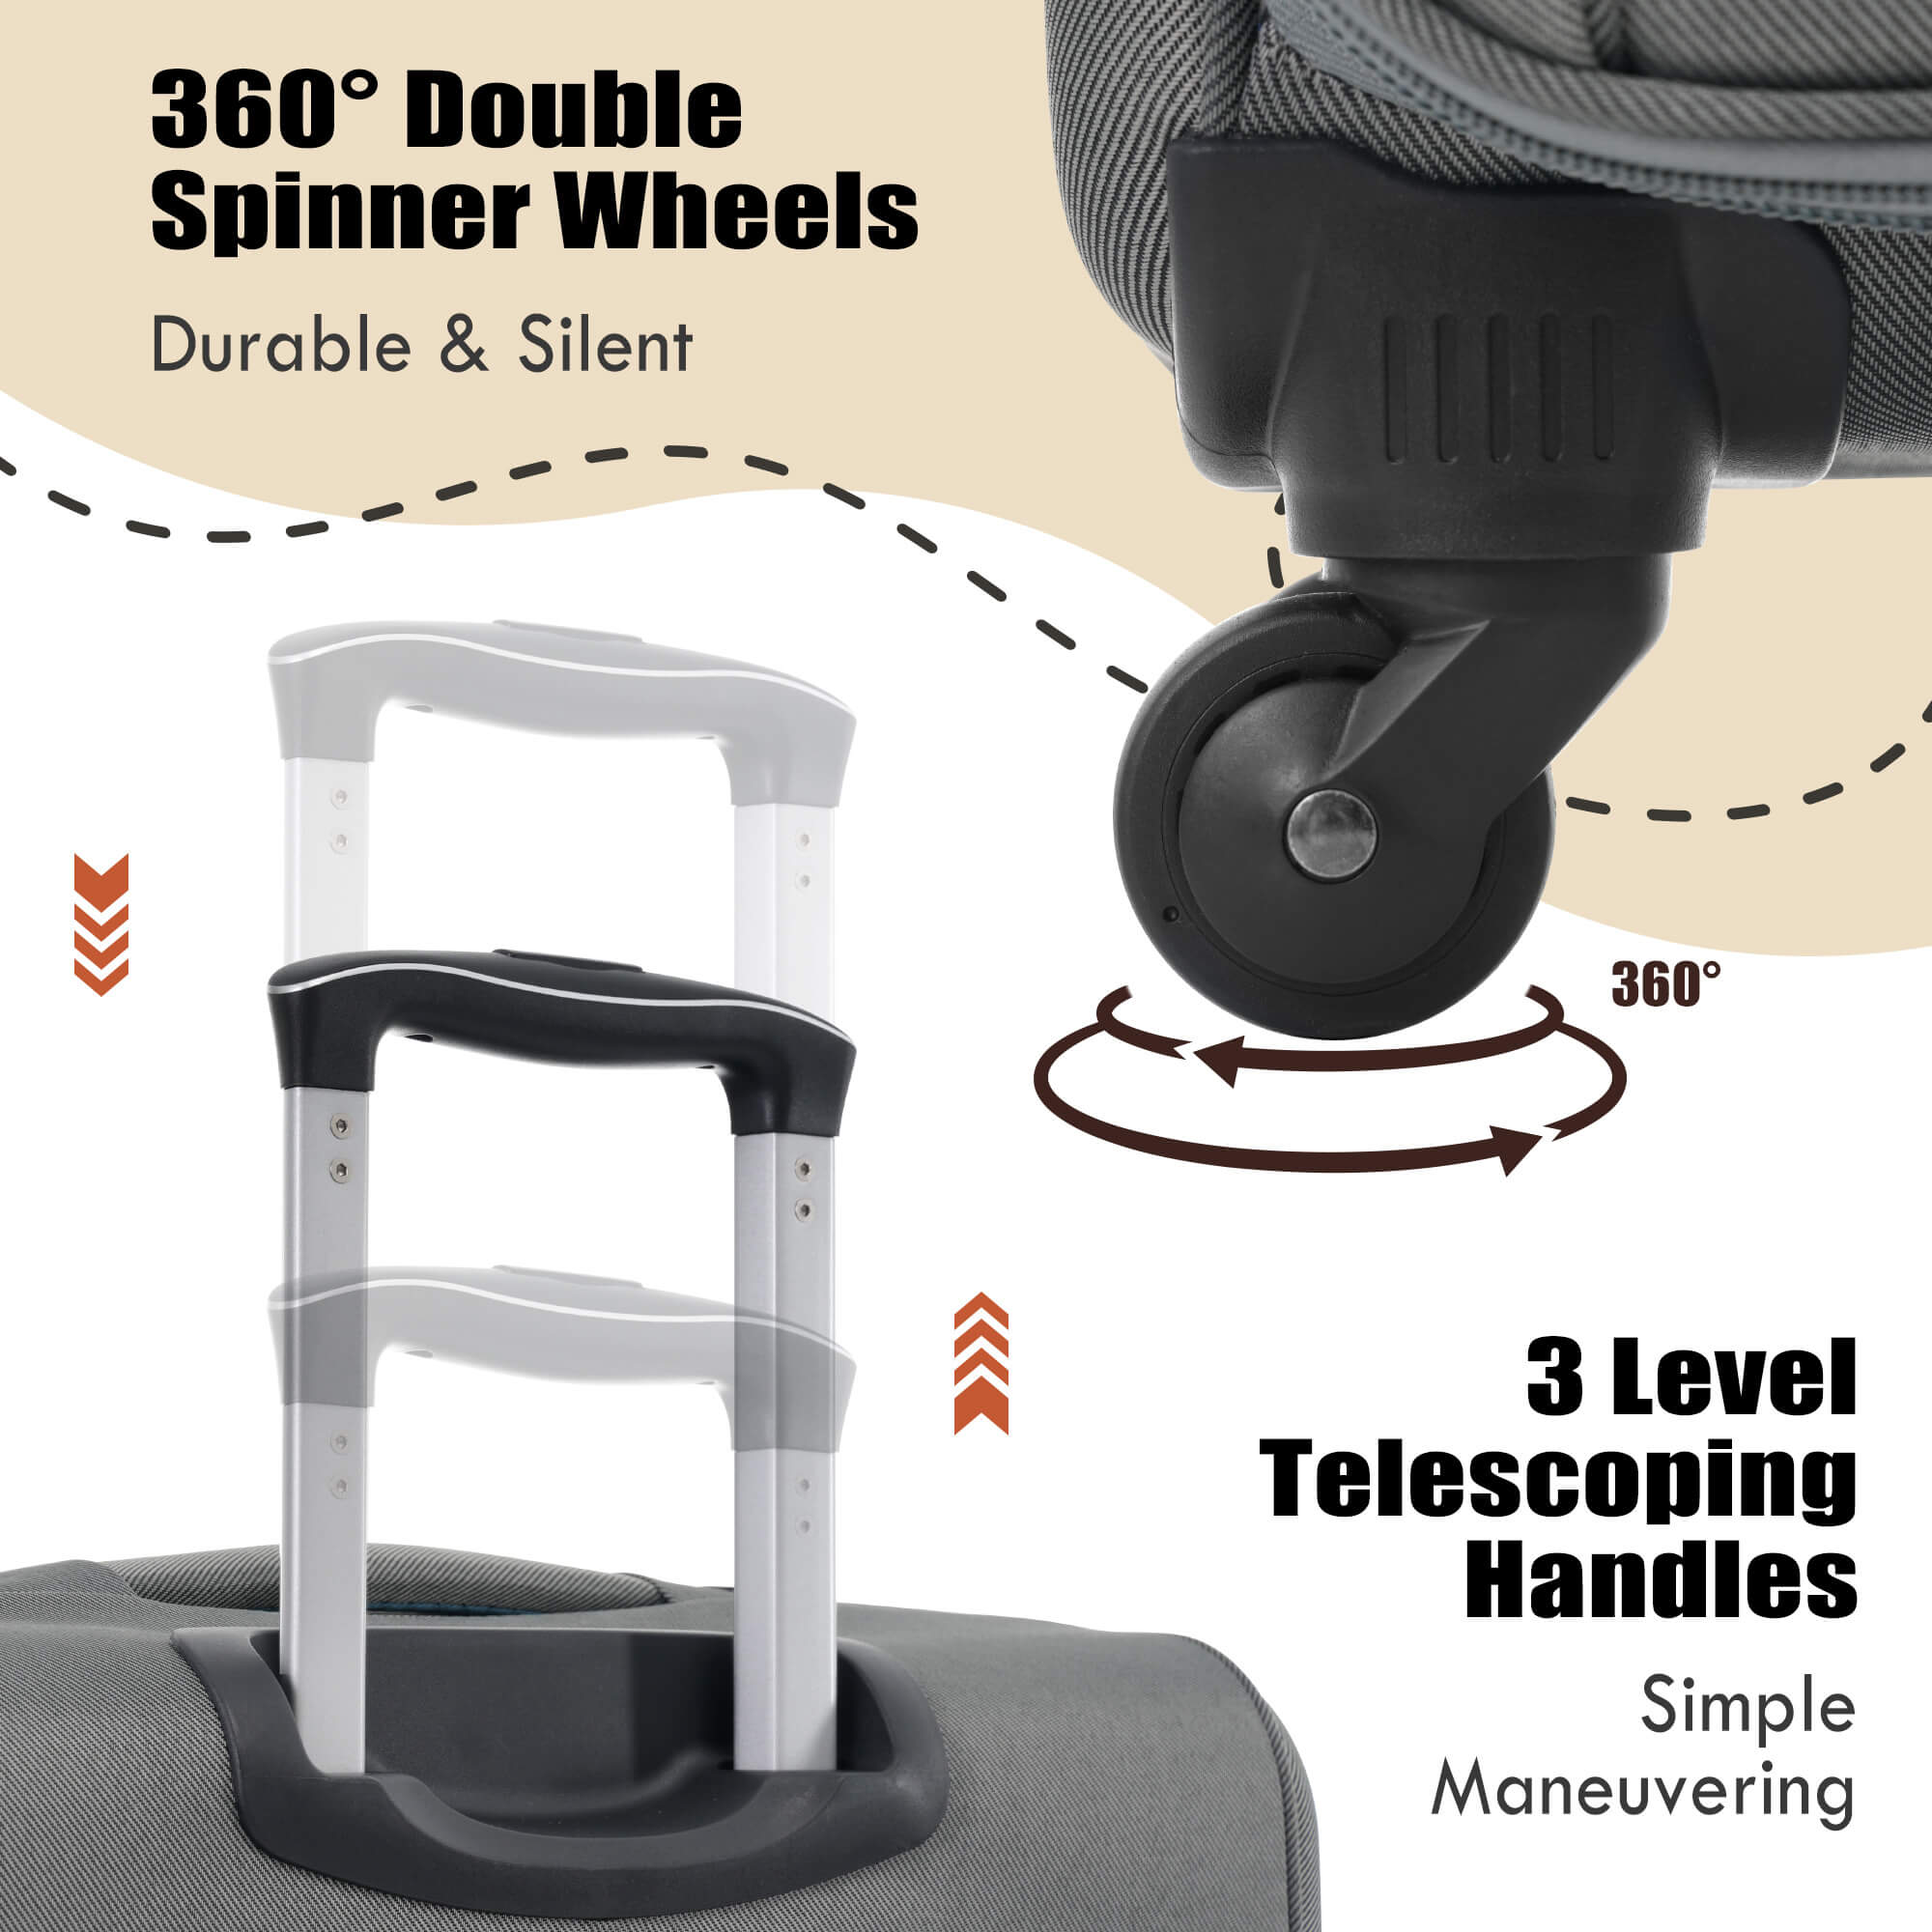 360° Double
Spinner Wheels
Durable & Silent
360°
3 Level
Telescoping
Handles
Simple
Maneuvering